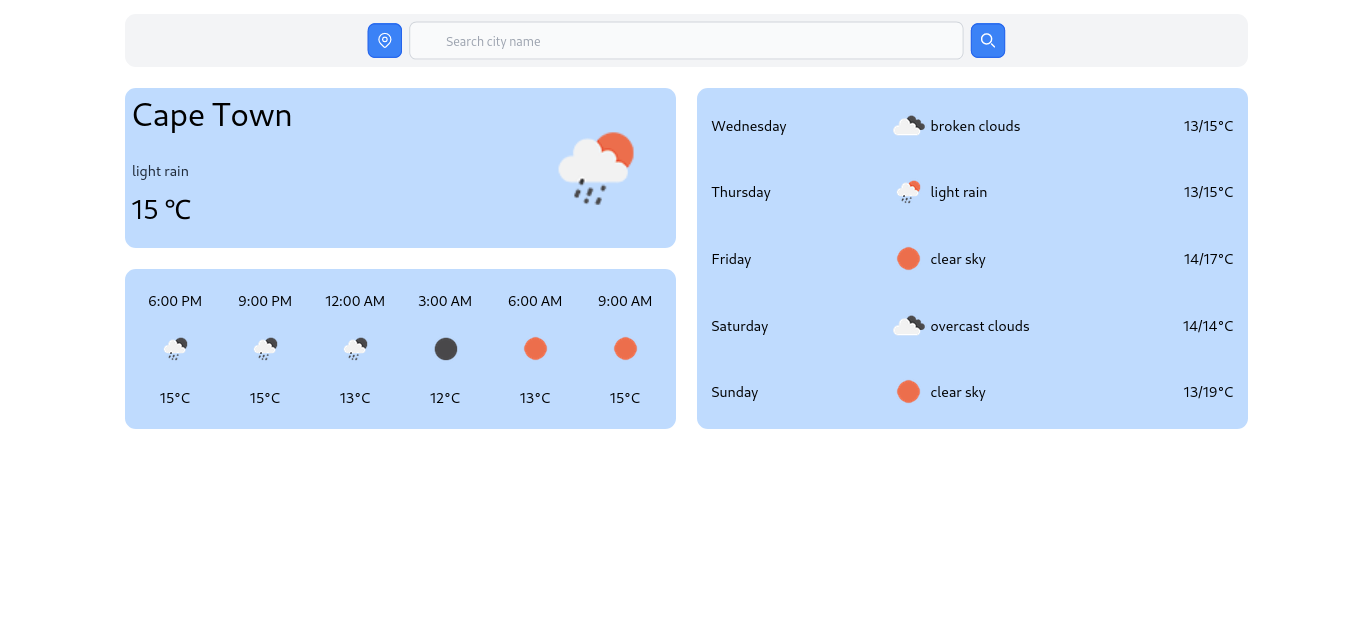 Search city name
Cape Town
light rain
15 °C
6:00 PM 9:00 PM 12:00 AM 3:00 AM 6:00 AM 9:00 AM
15°C 15°C 13°C 12°C 13°C 15°C
Wednesday broken clouds 13/15°C
Thursday light rain 13/15°C
Friday clear sky 14/17°C
Saturday overcast clouds 14/14°C
Sunday clear sky 13/19°C